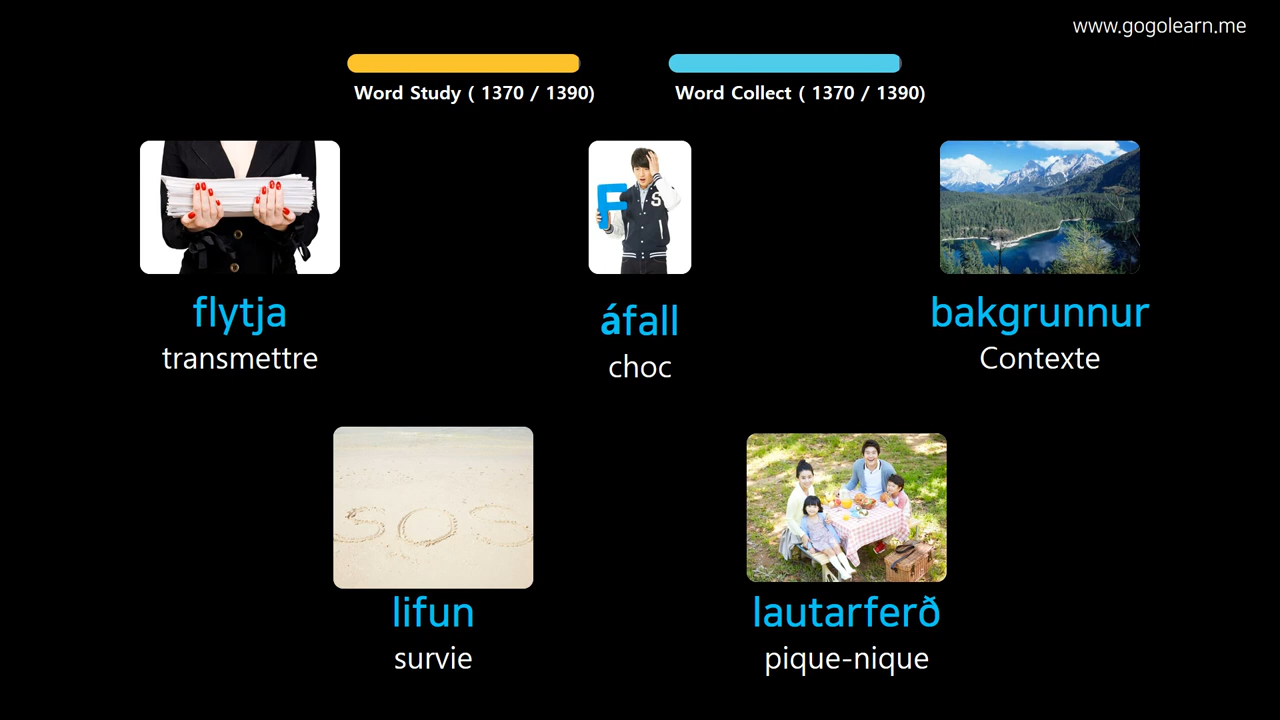 www.gogolearn.me
Word Study ( 1370 / 1390)
Word Collect ( 1370 / 1390)
F S
flytja
transmettre
áfall
choc
bakgrunnur
Contexte
SOS
lifun
survie
lautarferð
pique-nique